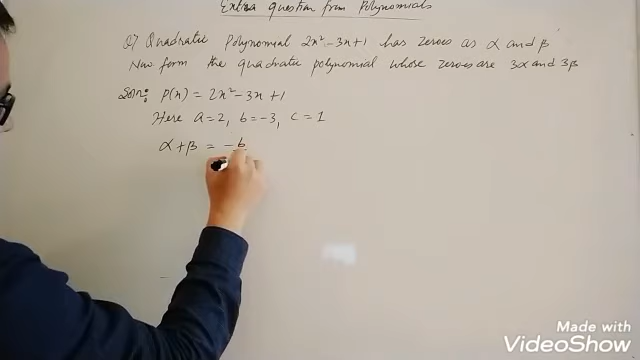 Extra Question from Polynomials
Q) Quadratic Polynomial 2x² - 3x + 1 has zeroes as α and β
Now form the quadratic polynomial whose zeroes are 3α and 3β
Soln: P(x) = 2x² - 3x + 1
Here a = 2, b = -3, c = 1
α + β = - b
Made with
VideoShow